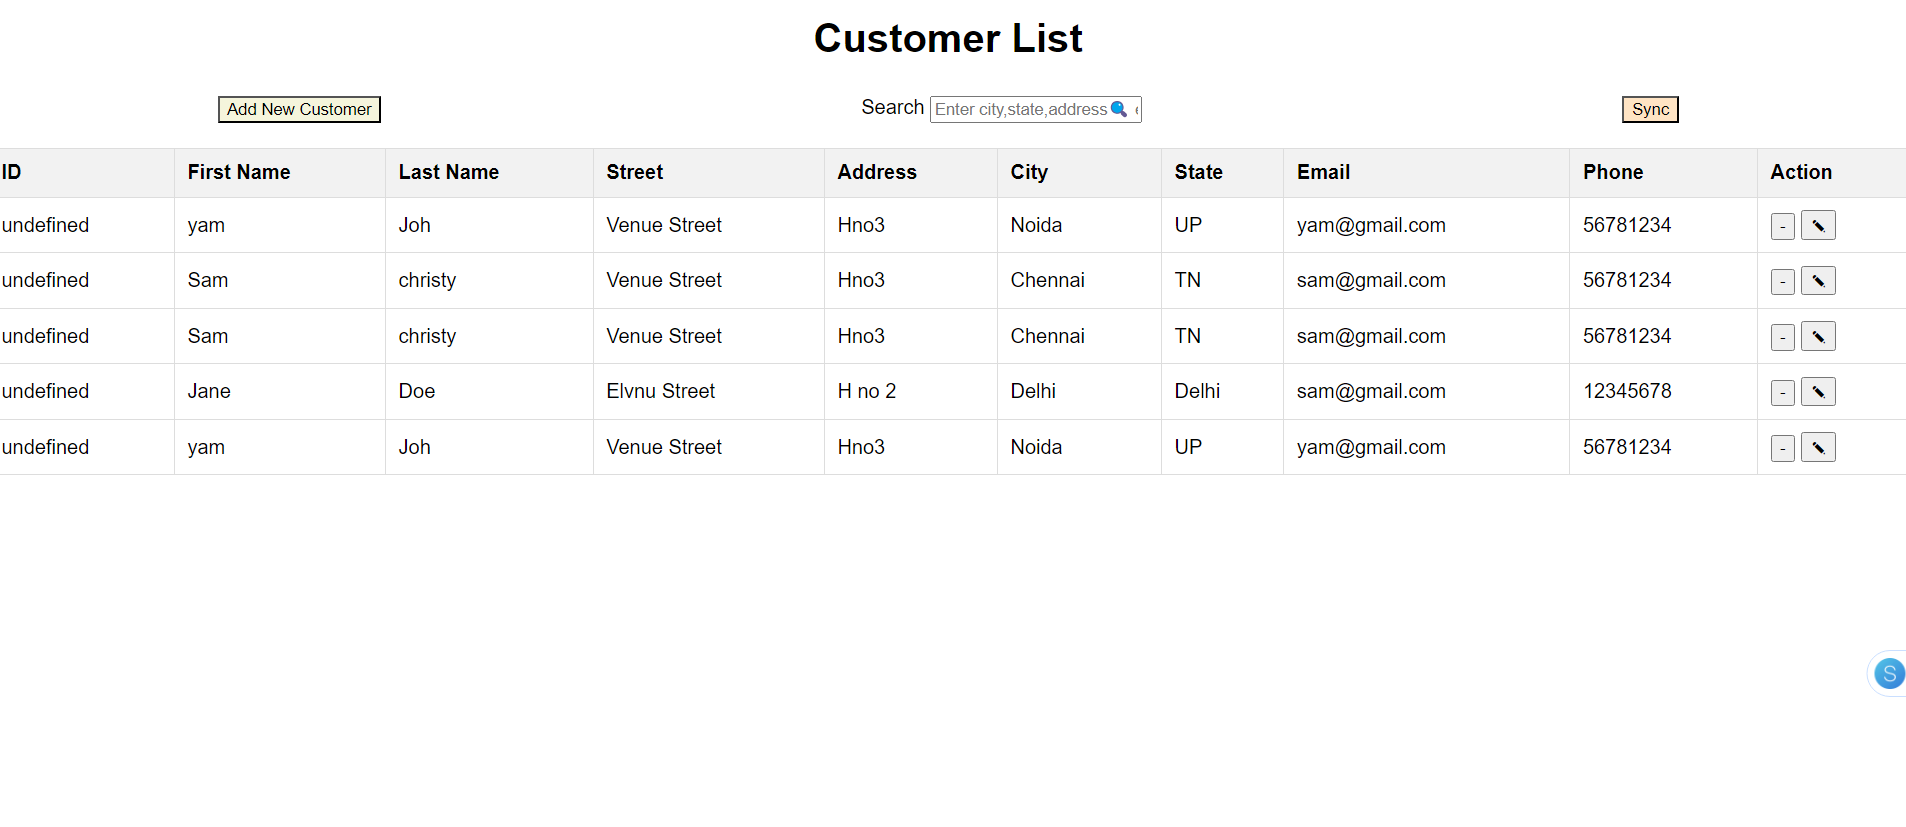 Customer List
Add New Customer Search Enter city,state,address🔍 Sync
ID First Name Last Name Street Address City State Email Phone Action
undefined yam Joh Venue Street Hno3 Noida UP yam@gmail.com 56781234 -
undefined Sam christy Venue Street Hno3 Chennai TN sam@gmail.com 56781234 -
undefined Sam christy Venue Street Hno3 Chennai TN sam@gmail.com 56781234 -
undefined Jane Doe Elvnu Street H no 2 Delhi Delhi sam@gmail.com 12345678 -
undefined yam Joh Venue Street Hno3 Noida UP yam@gmail.com 56781234 -
S